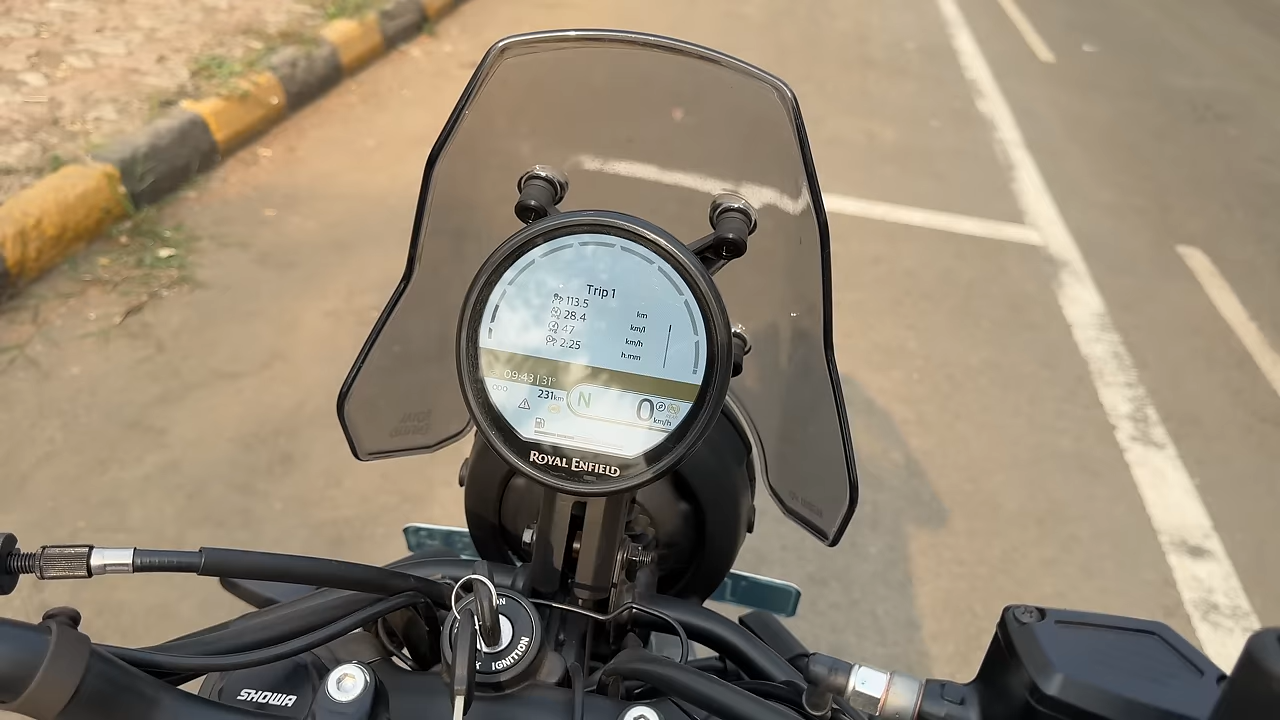 Trip 1
113.5 km
28.4 km/l
47 km/h
2:25 h.mm
09:43 | 31°
231km
N
0
km/h
ROYAL ENFIELD
ON
IGNITION
SHOWA